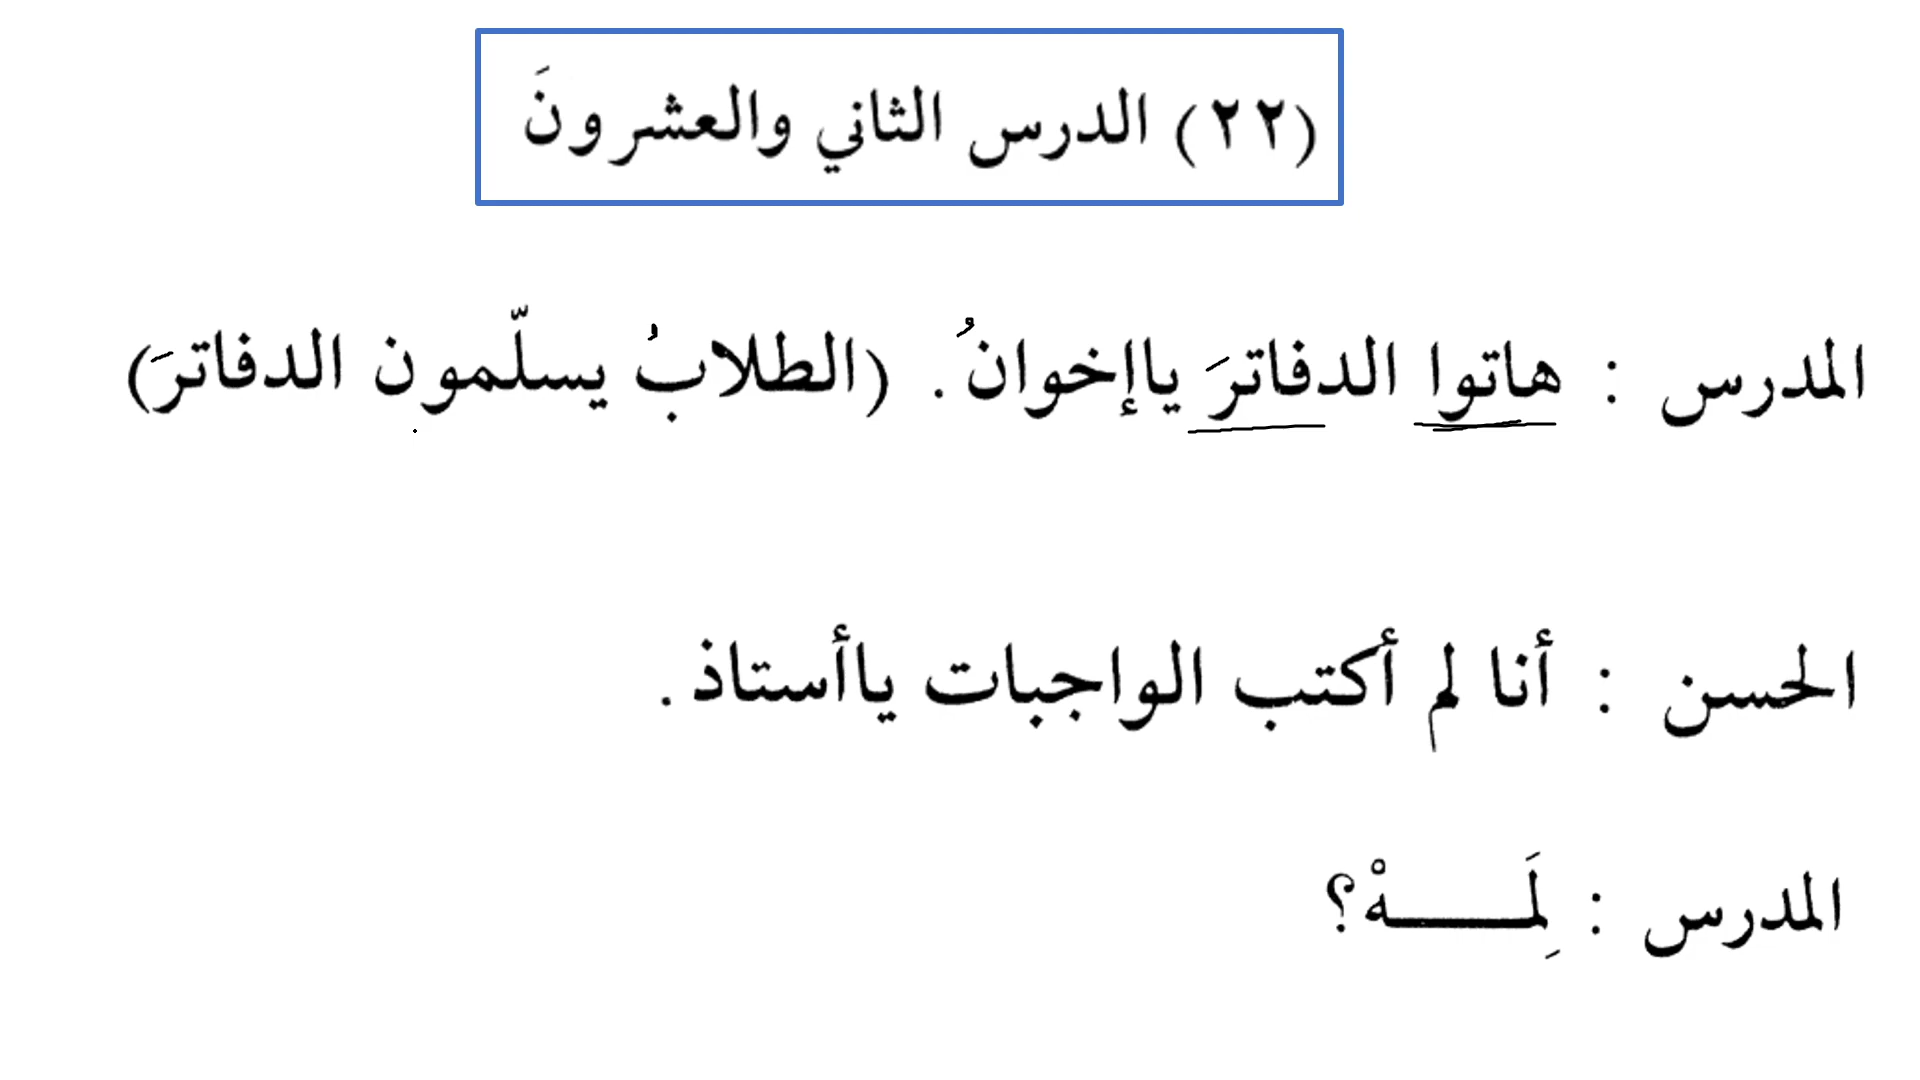 (٢٢) الدرس الثاني والعشرونَ
المدرس : هاتوا الدفاترَ ياإخوانُ. (الطلابُ يسلّمون الدفاترَ)
الحسن : أنا لم أكتب الواجبات ياأستاذ.
المدرس : لِمَـــــهْ؟